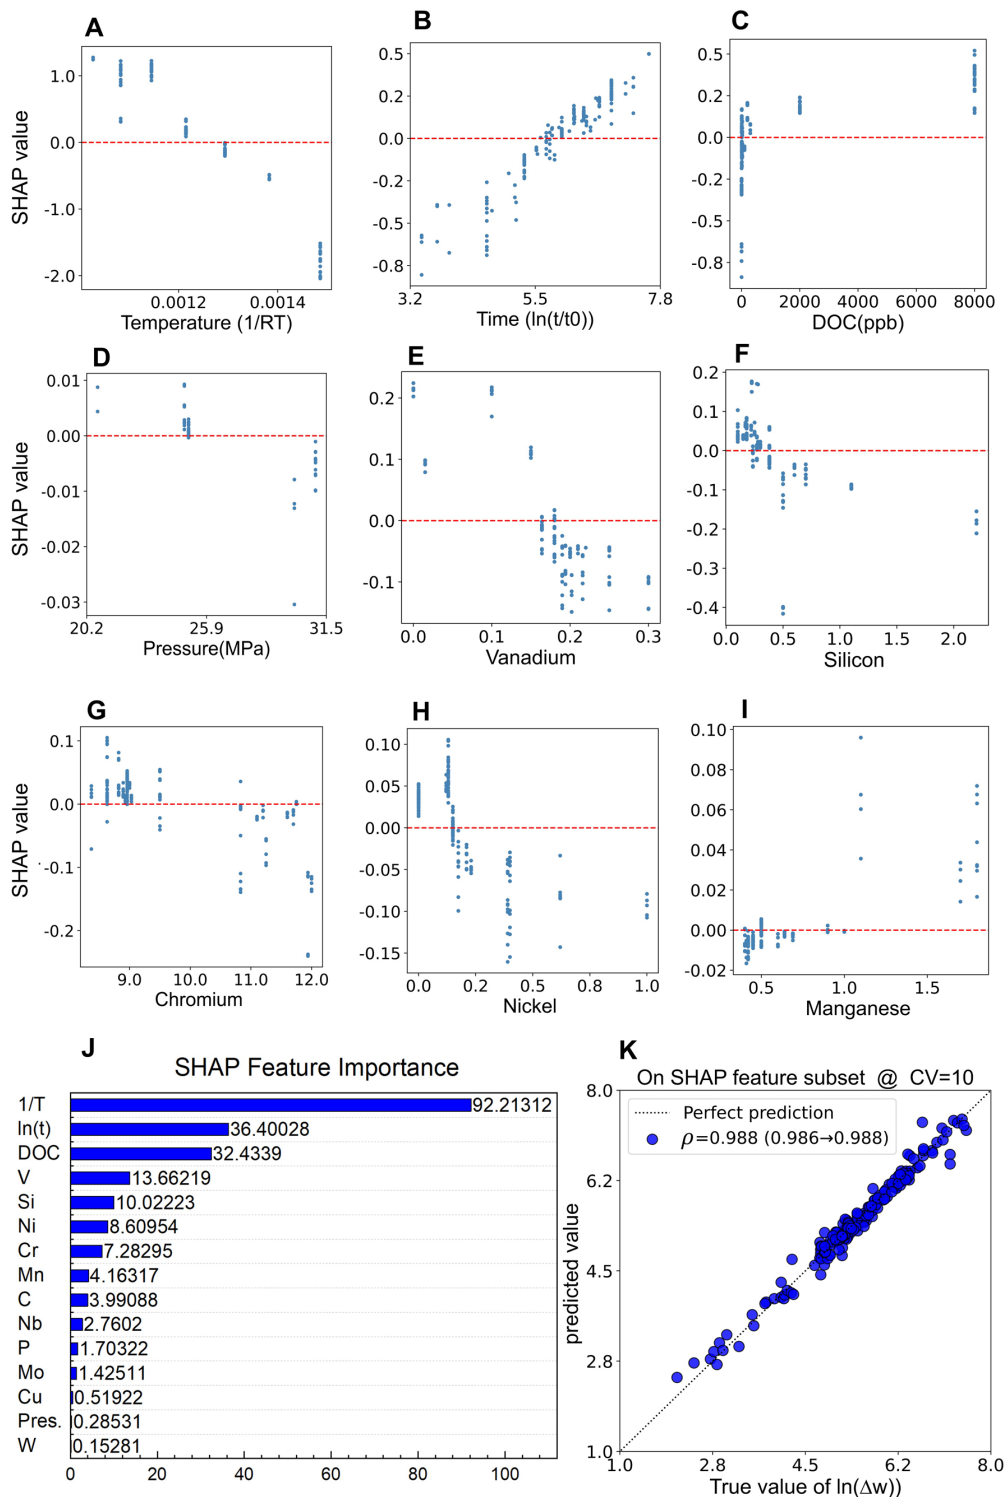 A
SHAP value
1.0
0.0
-1.0
-2.0
0.0012
0.0014
Temperature (1/RT)
B
0.5
0.2
0.0
-0.2
-0.5
-0.8
3.2
5.5
7.8
Time (ln(t/t0))
C
0.5
0.2
0.0
-0.2
-0.5
-0.8
0
2000
4000
6000
8000
DOC(ppb)
D
SHAP value
0.01
0.00
-0.01
-0.02
-0.03
20.2
25.9
31.5
Pressure(MPa)
E
0.2
0.1
0.0
-0.1
0.0
0.1
0.2
0.3
Vanadium
F
0.2
0.1
0.0
-0.1
-0.2
-0.3
-0.4
0.0
0.5
1.0
1.5
2.0
Silicon
G
SHAP value
0.1
0.0
-0.1
-0.2
9.0
10.0
11.0
12.0
Chromium
H
0.10
0.05
0.00
-0.05
-0.10
-0.15
0.0
0.2
0.5
0.8
1.0
Nickel
I
0.10
0.08
0.06
0.04
0.02
0.00
-0.02
0.5
1.0
1.5
Manganese
J
SHAP Feature Importance
1/T 92.21312
ln(t) 36.40028
DOC 32.4339
V 13.66219
Si 10.02223
Ni 8.60954
Cr 7.28295
Mn 4.16317
C 3.99088
Nb 2.7602
P 1.70322
Mo 1.42511
Cu 0.51922
Pres. 0.28531
W 0.15281
0 20 40 60 80 100
K
On SHAP feature subset @ CV=10
Perfect prediction
ρ=0.988 (0.986→0.988)
predicted value
8.0
6.2
4.5
2.8
1.0
1.0 2.8 4.5 6.2 8.0
True value of ln(Δw))